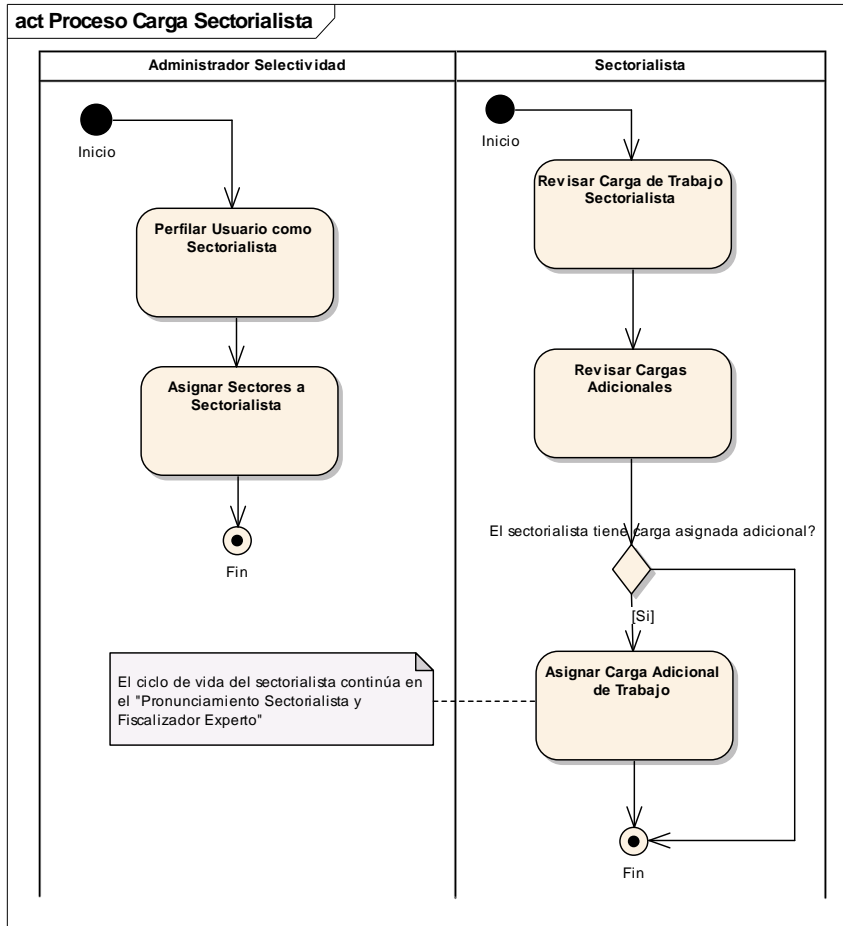 act Proceso Carga Sectorialista
Administrador Selectividad
Sectorialista
Inicio
Perfilar Usuario como
Sectorialista
Asignar Sectores a
Sectorialista
Fin
El ciclo de vida del sectorialista continúa en
el "Pronunciamiento Sectorialista y
Fiscalizador Experto"
Inicio
Revisar Carga de Trabajo
Sectorialista
Revisar Cargas
Adicionales
El sectorialista tiene carga asignada adicional?
[Si]
Asignar Carga Adicional
de Trabajo
Fin